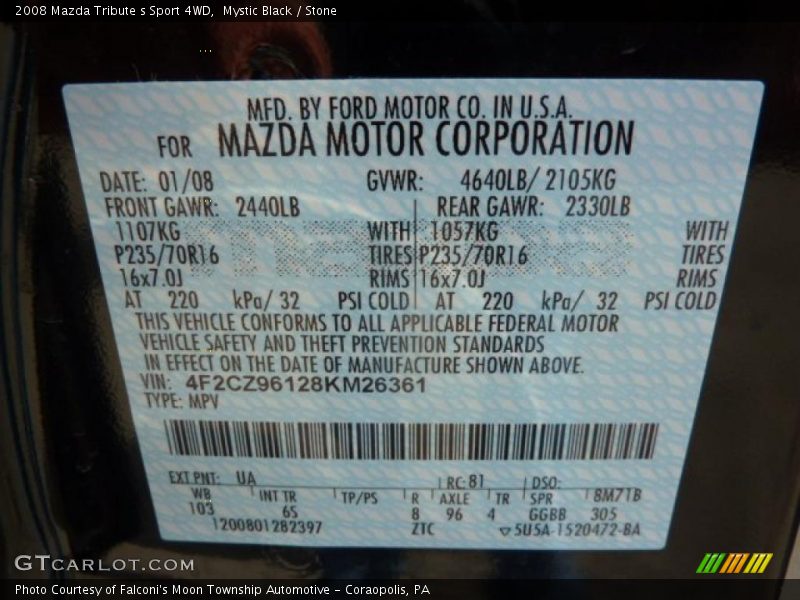 2008 Mazda Tribute s Sport 4WD, Mystic Black / Stone
MFD. BY FORD MOTOR CO. IN U.S.A.
FOR MAZDA MOTOR CORPORATION
DATE: 01/08 GVWR: 4640LB/ 2105KG
FRONT GAWR: 2440LB REAR GAWR: 2330LB
1107KG WITH 1057KG WITH
P235/70R16 TIRES P235/70R16 TIRES
16x7.0J RIMS 16x7.0J RIMS
AT 220 kPa/ 32 PSI COLD AT 220 kPa/ 32 PSI COLD
THIS VEHICLE CONFORMS TO ALL APPLICABLE FEDERAL MOTOR
VEHICLE SAFETY AND THEFT PREVENTION STANDARDS
IN EFFECT ON THE DATE OF MANUFACTURE SHOWN ABOVE.
VIN: 4F2CZ96128KM26361
TYPE: MPV
EXT PNT: UA RC: 81 DSO:
WB INT TR TP/PS R AXLE TR SPR 8M71B
103 6S 8 96 4 GGBB 305
1200801282397 ZTC ▽5U5A-1520472-BA
GTCARLOT.COM
Photo Courtesy of Falconi's Moon Township Automotive - Coraopolis, PA